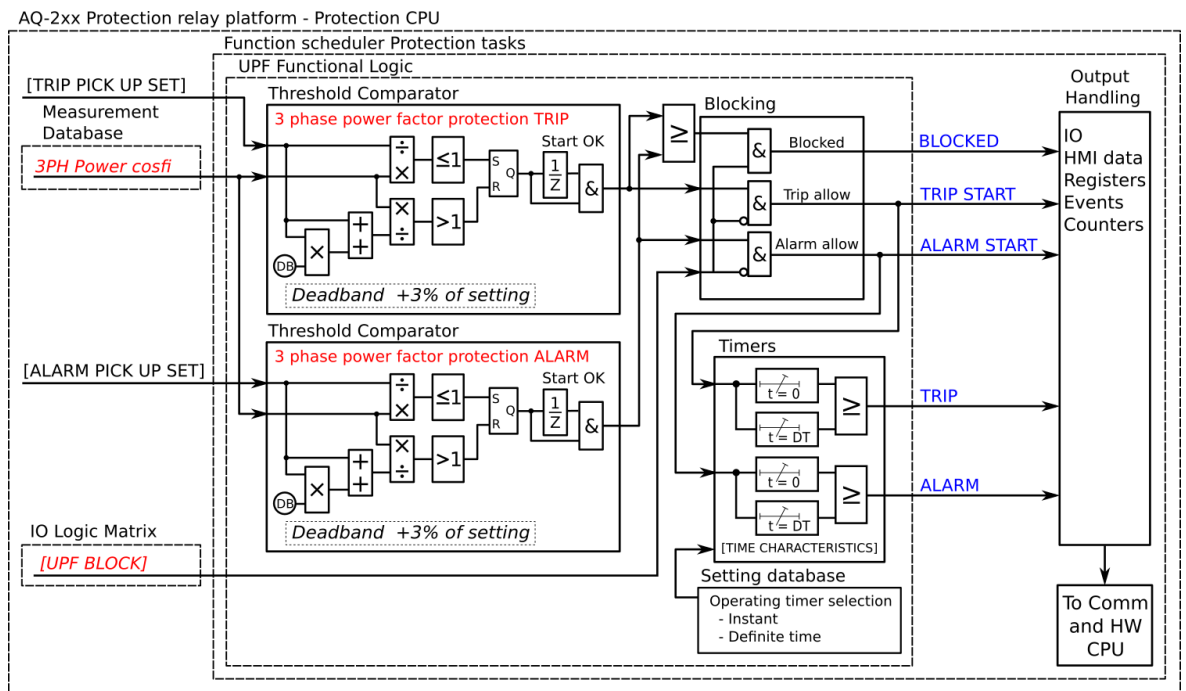 AQ-2xx Protection relay platform - Protection CPU
Function scheduler Protection tasks
UPF Functional Logic
[TRIP PICK UP SET]
Measurement
Database
3PH Power cosfi
Threshold Comparator
3 phase power factor protection TRIP
÷
×
≤1
S
R
Q
Start OK
1
Z
&
×
÷
>1
+
+
×
DB
Deadband +3% of setting
≥
Blocking
&
Blocked
&
Trip allow
&
Alarm allow
BLOCKED
TRIP START
ALARM START
Output
Handling
IO
HMI data
Registers
Events
Counters
[ALARM PICK UP SET]
Threshold Comparator
3 phase power factor protection ALARM
÷
×
≤1
S
R
Q
Start OK
1
Z
&
×
÷
>1
+
+
×
DB
Deadband +3% of setting
Timers
t = 0
t = DT
≥
t = 0
t = DT
≥
[TIME CHARACTERISTICS]
TRIP
ALARM
IO Logic Matrix
[UPF BLOCK]
Setting database
Operating timer selection
- Instant
- Definite time
To Comm
and HW
CPU